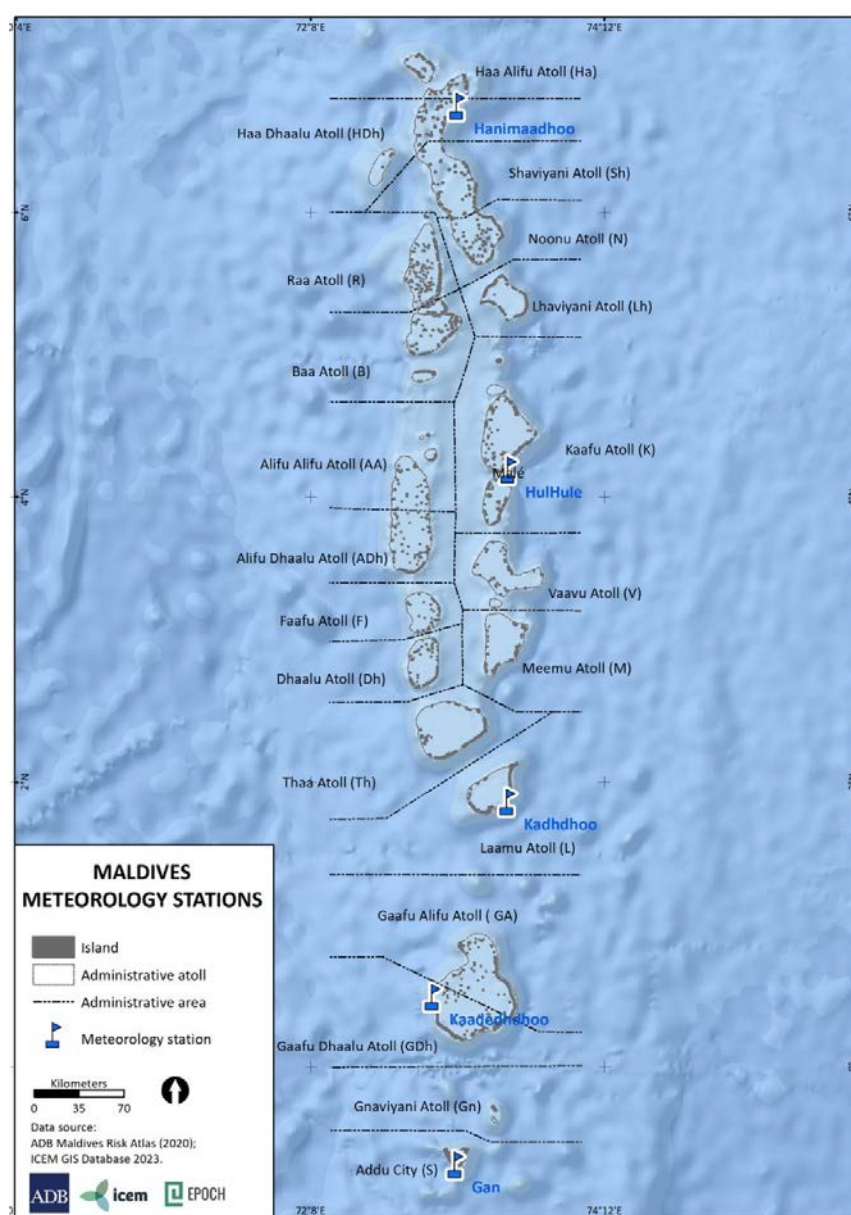 72°8'
74°12'
Haa Alifu Atoll (Ha)
Hanimaadhoo
Haa Dhaalu Atoll (HDh)
Shaviyani Atoll (Sh)
6°N
Noonu Atoll (N)
Raa Atoll (R)
Lhaviyani Atoll (Lh)
Baa Atoll (B)
Kaafu Atoll (K)
Alifu Alifu Atoll (AA)
Malé
HulHule
4°N
Alifu Dhaalu Atoll (ADh)
Vaavu Atoll (V)
Faafu Atoll (F)
Meemu Atoll (M)
Dhaalu Atoll (Dh)
Thaa Atoll (Th)
2°N
Kadhdhoo
Laamu Atoll (L)
Gaafu Alifu Atoll ( GA)
Kaadedhdhoo
Gaafu Dhaalu Atoll (GDh)
Gnaviyani Atoll (Gn)
Addu City (S)
Gan
MALDIVES
METEOROLOGY STATIONS
Island
Administrative atoll
Administrative area
Meteorology station
Kilometers
0 35 70
Data source:
ADB Maldives Risk Atlas (2020);
ICEM GIS Database 2023.
ADB icem EPOCH
72°8'
74°12'